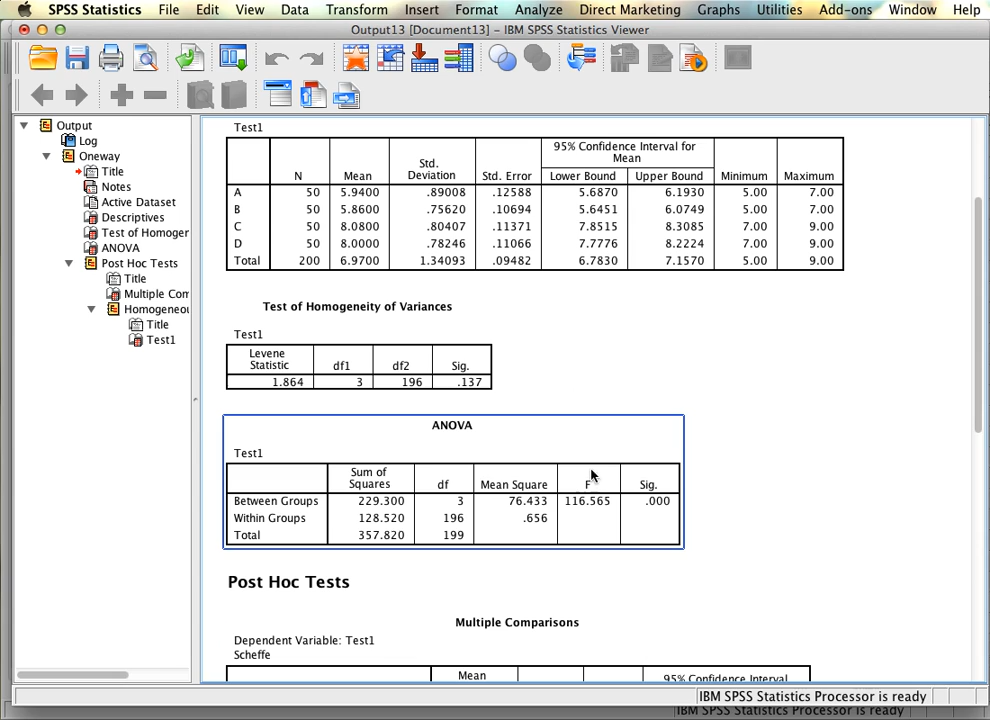 SPSS Statistics File Edit View Data Transform Insert Format Analyze Direct Marketing Graphs Utilities Add-ons Window Help
Output13 [Document13] – IBM SPSS Statistics Viewer
Output
Log
Oneway
Title
Notes
Active Dataset
Descriptives
Test of Homoger
ANOVA
Post Hoc Tests
Title
Multiple Com
Homogeneou
Title
Test1
Test1
95% Confidence Interval for
Mean
N Mean Std. Deviation Std. Error Lower Bound Upper Bound Minimum Maximum
A 50 5.9400 .89008 .12588 5.6870 6.1930 5.00 7.00
B 50 5.8600 .75620 .10694 5.6451 6.0749 5.00 7.00
C 50 8.0800 .80407 .11371 7.8515 8.3085 7.00 9.00
D 50 8.0000 .78246 .11066 7.7776 8.2224 7.00 9.00
Total 200 6.9700 1.34093 .09482 6.7830 7.1570 5.00 9.00
Test of Homogeneity of Variances
Test1
Levene
Statistic df1 df2 Sig.
1.864 3 196 .137
ANOVA
Test1
Sum of
Squares df Mean Square F Sig.
Between Groups 229.300 3 76.433 116.565 .000
Within Groups 128.520 196 .656
Total 357.820 199
Post Hoc Tests
Multiple Comparisons
Dependent Variable: Test1
Scheffe
Mean 95% Confidence Interval
IBM SPSS Statistics Processor is ready
IBM SPSS Statistics Processor is ready